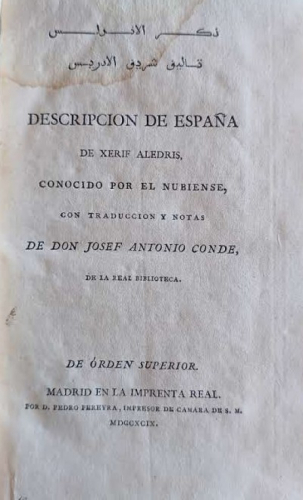 ذكر الاندلس
تاليف شريف الادريس
DESCRIPCION DE ESPAÑA
DE XERIF ALEDRIS,
CONOCIDO POR EL NUBIENSE,
CON TRADUCCION Y NOTAS
DE DON JOSEF ANTONIO CONDE,
DE LA REAL BIBLIOTECA.
DE ÓRDEN SUPERIOR.
MADRID EN LA IMPRENTA REAL.
POR D. PEDRO PEREYRA, IMPRESOR DE CAMARA DE S. M.
MDCCXCIX.